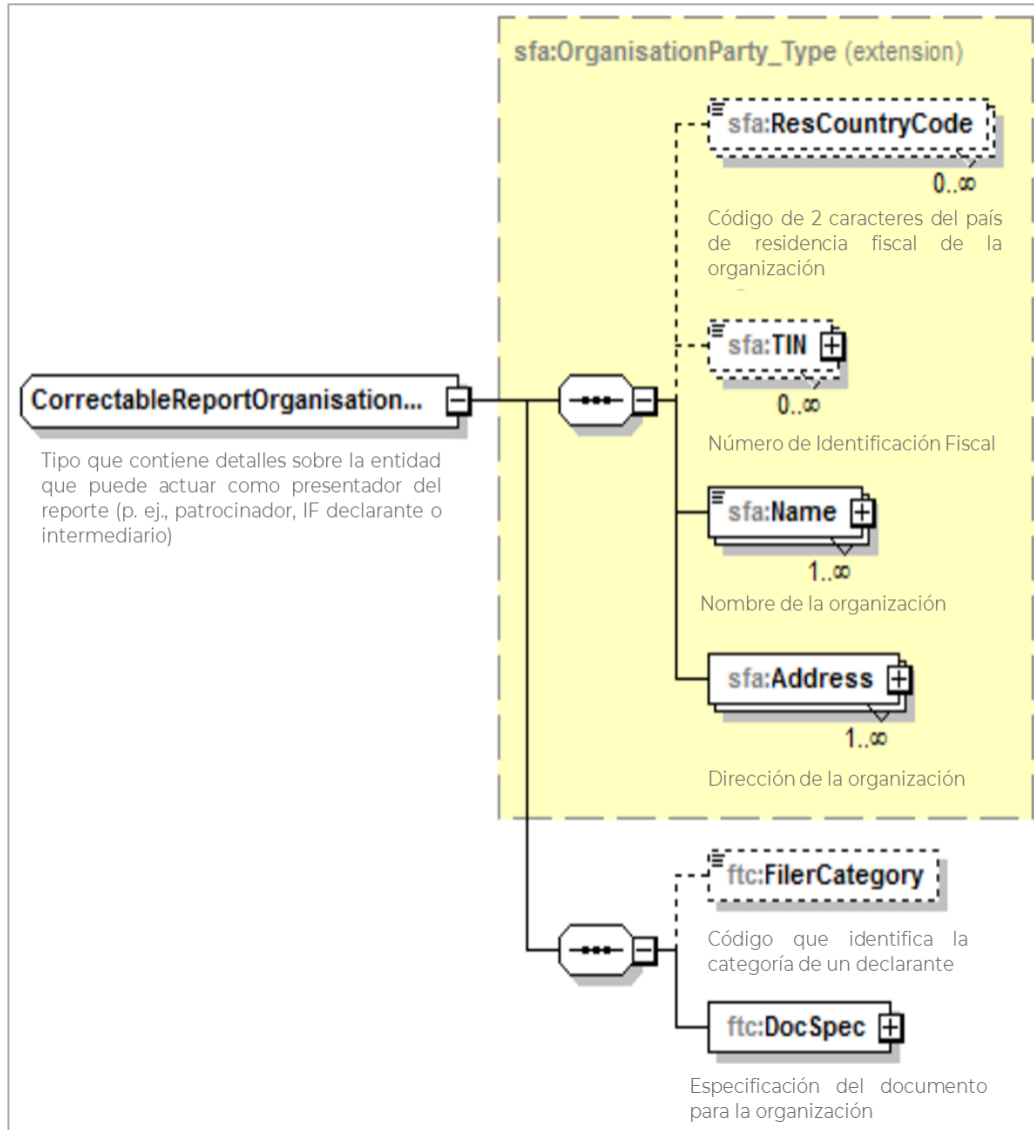 sfa:OrganisationParty_Type (extension)
sfa:ResCountryCode
0..∞
Código de 2 caracteres del país
de residencia fiscal de la
organización
sfa:TIN
0..∞
Número de Identificación Fiscal
CorrectableReportOrganisation...
Tipo que contiene detalles sobre la entidad
que puede actuar como presentador del
reporte (p. ej., patrocinador, IF declarante o
intermediario)
sfa:Name
1..∞
Nombre de la organización
sfa:Address
1..∞
Dirección de la organización
ftc:FilerCategory
Código que identifica la
categoría de un declarante
ftc:DocSpec
Especificación del documento
para la organización